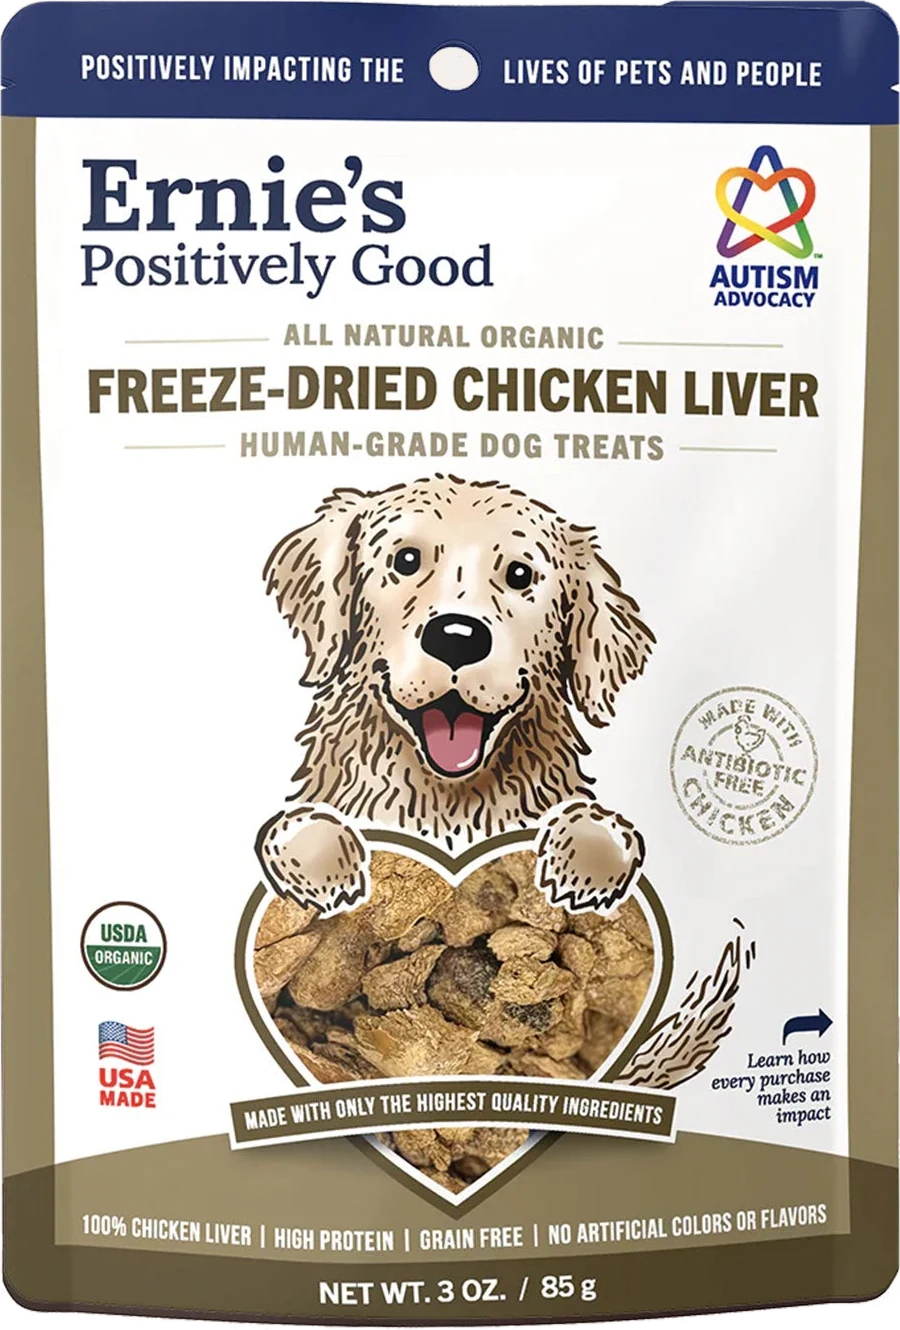 POSITIVELY IMPACTING THE LIVES OF PETS AND PEOPLE
Ernie's
Positively Good
AUTISM
ADVOCACY
TM
ALL NATURAL ORGANIC
FREEZE-DRIED CHICKEN LIVER
HUMAN-GRADE DOG TREATS
MADE WITH
ANTIBIOTIC
FREE
CHICKEN
USDA
ORGANIC
USA
MADE
Learn how
every purchase
makes an
impact
MADE WITH ONLY THE HIGHEST QUALITY INGREDIENTS
100% CHICKEN LIVER | HIGH PROTEIN | GRAIN FREE | NO ARTIFICIAL COLORS OR FLAVORS
NET WT. 3 OZ. / 85 g